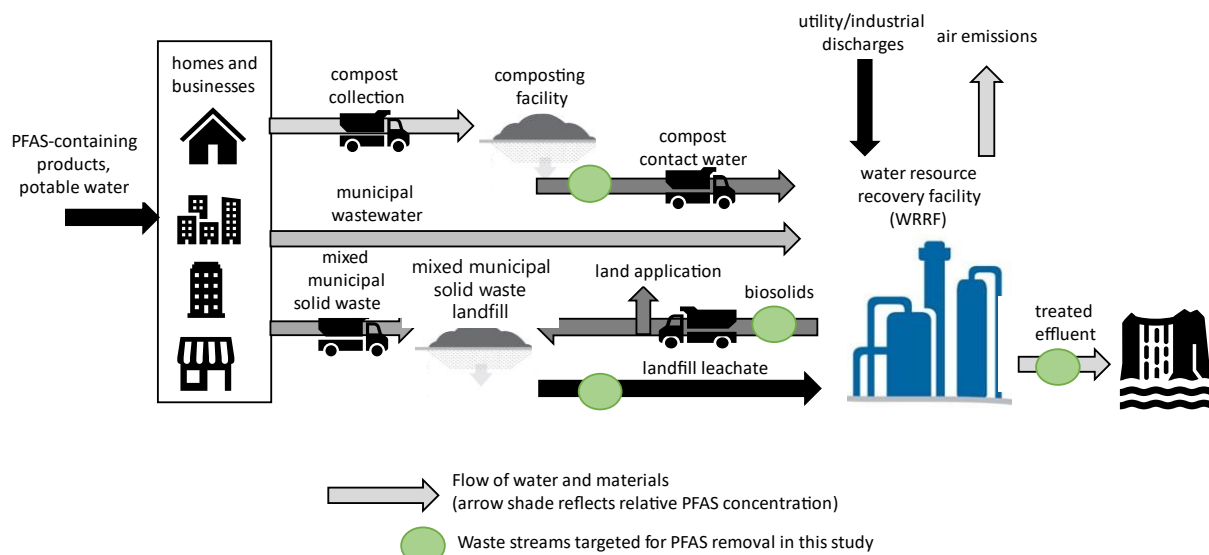 PFAS-containing
products,
potable water
homes and
businesses
compost
collection
composting
facility
compost
contact water
municipal
wastewater
mixed
municipal
solid waste
mixed municipal
solid waste
landfill
land application
biosolids
landfill leachate
utility/industrial
discharges
air emissions
water resource
recovery facility
(WRRF)
treated
effluent
Flow of water and materials
(arrow shade reflects relative PFAS concentration)
Waste streams targeted for PFAS removal in this study